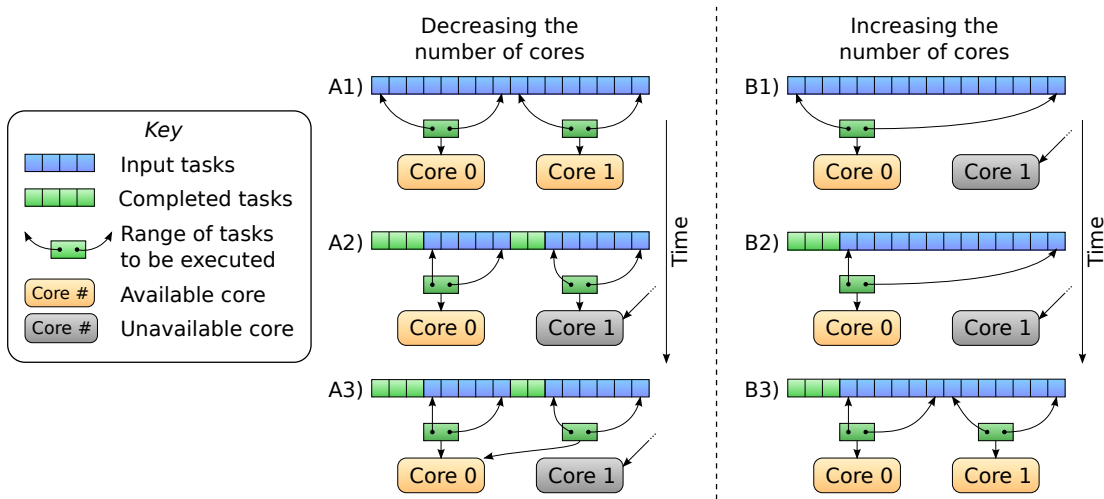 Decreasing the
number of cores
Increasing the
number of cores
Key
Input tasks
Completed tasks
Range of tasks
to be executed
Core # Available core
Core # Unavailable core
A1)
Core 0 Core 1
A2)
Core 0 Core 1
A3)
Core 0 Core 1
Time
B1)
Core 0 Core 1
B2)
Core 0 Core 1
B3)
Core 0 Core 1
Time